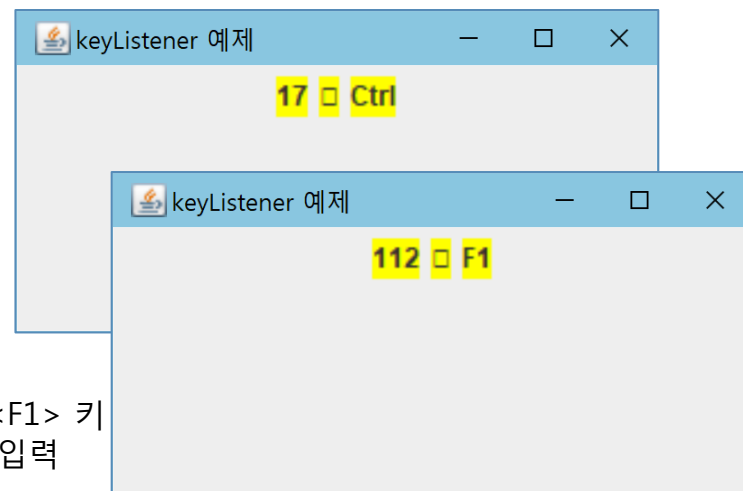 keyListener 예제
17 □ Ctrl
keyListener 예제
112 □ F1
<F1> 키
입력